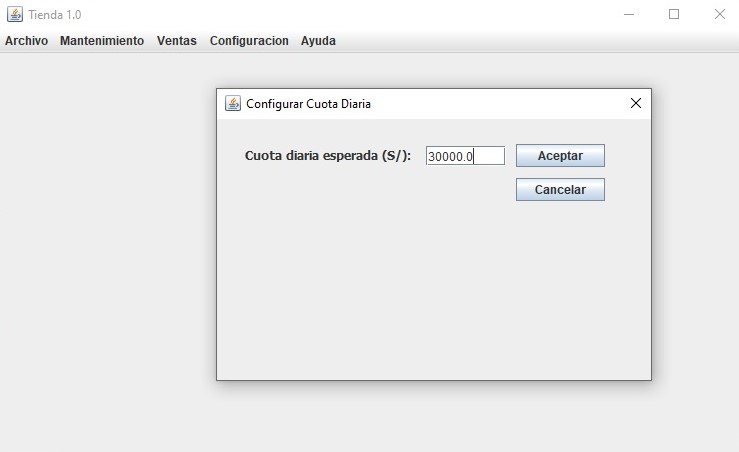 Tienda 1.0
Archivo Mantenimiento Ventas Configuracion Ayuda
Configurar Cuota Diaria
Cuota diaria esperada (S/): 30000.0 Aceptar
Cancelar